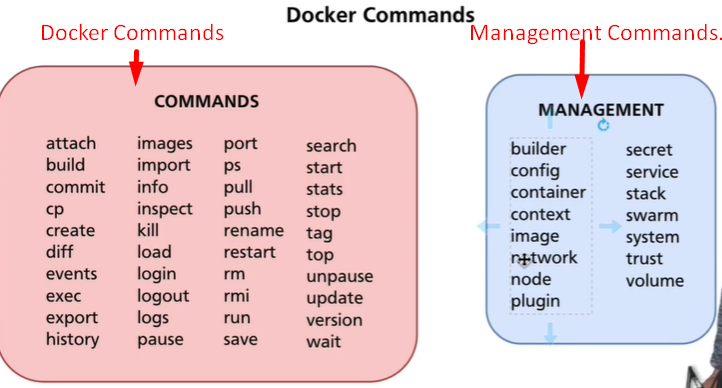 Docker Commands
Docker Commands
Management Commands.
COMMANDS
attach
build
commit
cp
create
diff
events
exec
export
history
images
import
info
inspect
kill
load
login
logout
logs
pause
port
ps
pull
push
rename
restart
rm
rmi
run
save
search
start
stats
stop
tag
top
unpause
update
version
wait
MANAGEMENT
builder
config
container
context
image
network
node
plugin
secret
service
stack
swarm
system
trust
volume